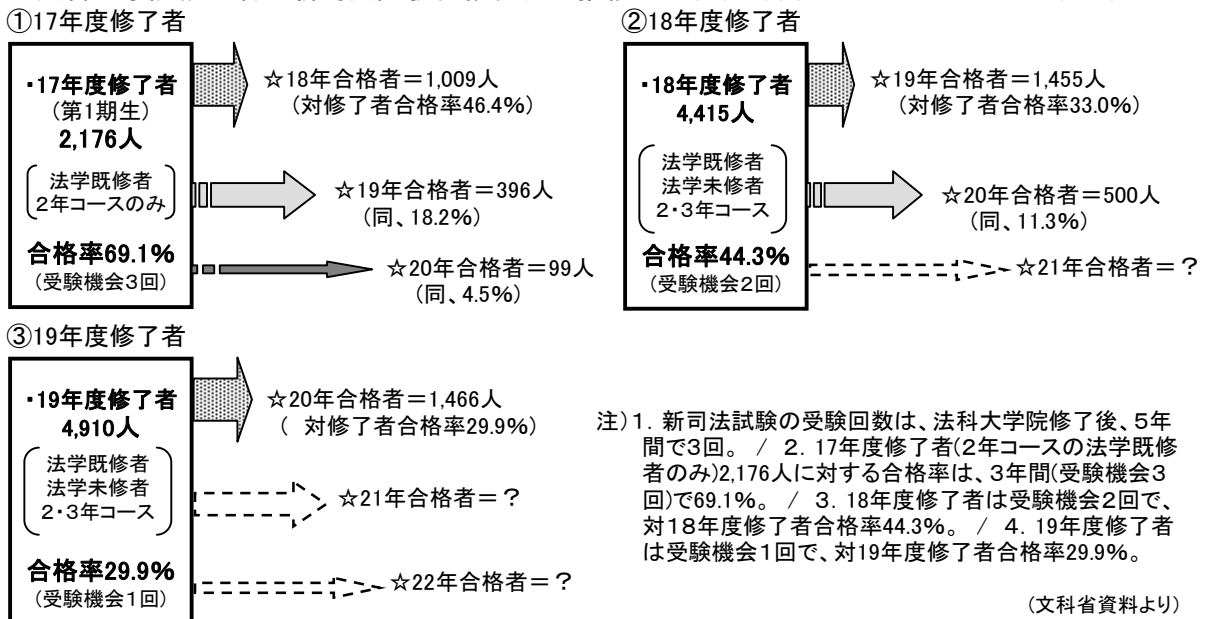 ①17年度修了者
・17年度修了者
(第1期生)
2,176人
法学既修者
2年コースのみ
合格率69.1%
(受験機会3回)
☆18年合格者=1,009人
(対修了者合格率46.4%)
☆19年合格者=396人
(同、18.2%)
☆20年合格者=99人
(同、4.5%)
②18年度修了者
・18年度修了者
4,415人
法学既修者
法学未修者
2・3年コース
合格率44.3%
(受験機会2回)
☆19年合格者=1,455人
(対修了者合格率33.0%)
☆20年合格者=500人
(同、11.3%)
☆21年合格者=?
③19年度修了者
・19年度修了者
4,910人
法学既修者
法学未修者
2・3年コース
合格率29.9%
(受験機会1回)
☆20年合格者=1,466人
( 対修了者合格率29.9%)
☆21年合格者=?
☆22年合格者=?
注)1. 新司法試験の受験回数は、法科大学院修了後、5年
間で3回。 / 2. 17年度修了者(2年コースの法学既修
者のみ)2,176人に対する合格率は、3年間(受験機会3
回)で69.1%。 / 3. 18年度修了者は受験機会2回で、
対18年度修了者合格率44.3%。 / 4. 19年度修了者
は受験機会1回で、対19年度修了者合格率29.9%。
(文科省資料より)